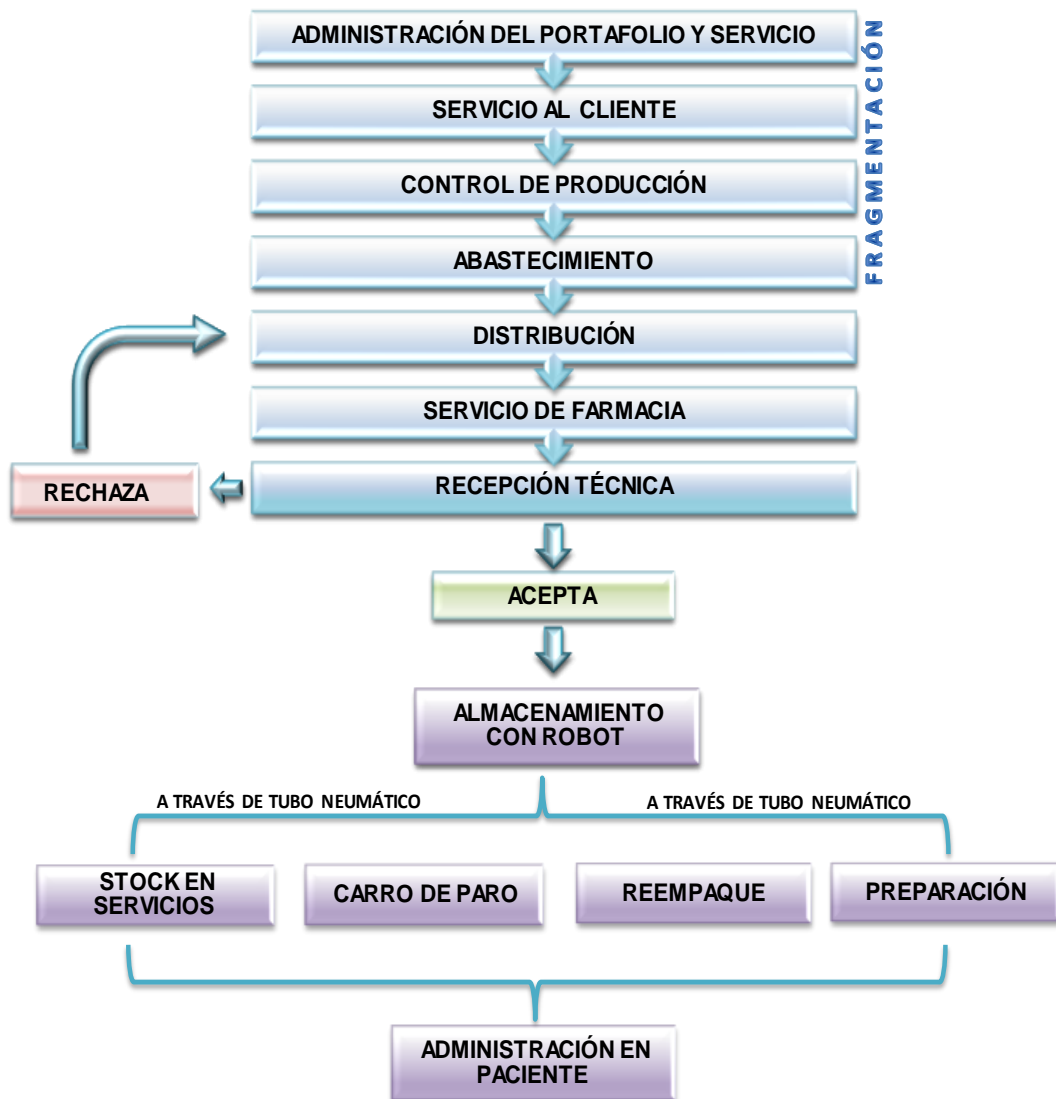 ADMINISTRACIÓN DEL PORTAFOLIO Y SERVICIO
FRAGMENTACIÓN
SERVICIO AL CLIENTE
CONTROL DE PRODUCCIÓN
ABASTECIMIENTO
DISTRIBUCIÓN
SERVICIO DE FARMACIA
RECHAZA
RECEPCIÓN TÉCNICA
ACEPTA
ALMACENAMIENTO
CON ROBOT
A TRAVÉS DE TUBO NEUMÁTICO
A TRAVÉS DE TUBO NEUMÁTICO
STOCK EN
SERVICIOS
CARRO DE PARO
REEMPAQUE
PREPARACIÓN
ADMINISTRACIÓN EN
PACIENTE